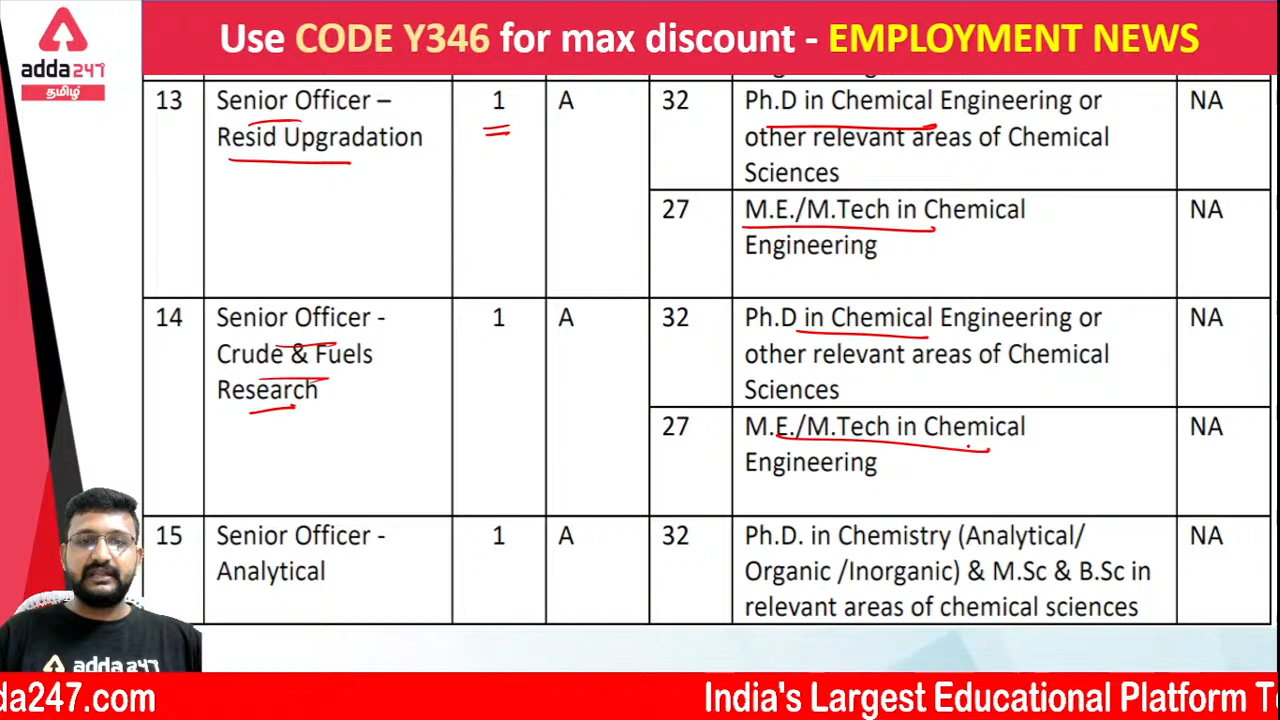 Use CODE Y346 for max discount - EMPLOYMENT NEWS
adda247
தமிழ்
13 Senior Officer – 1 A 32 Ph.D in Chemical Engineering or NA
Resid Upgradation other relevant areas of Chemical
Sciences
27 M.E./M.Tech in Chemical NA
Engineering
14 Senior Officer - 1 A 32 Ph.D in Chemical Engineering or NA
Crude & Fuels other relevant areas of Chemical
Research Sciences
27 M.E./M.Tech in Chemical NA
Engineering
15 Senior Officer - 1 A 32 Ph.D. in Chemistry (Analytical/ NA
Analytical Organic /Inorganic) & M.Sc & B.Sc in
relevant areas of chemical sciences
adda247
da247.com India's Largest Educational Platform T